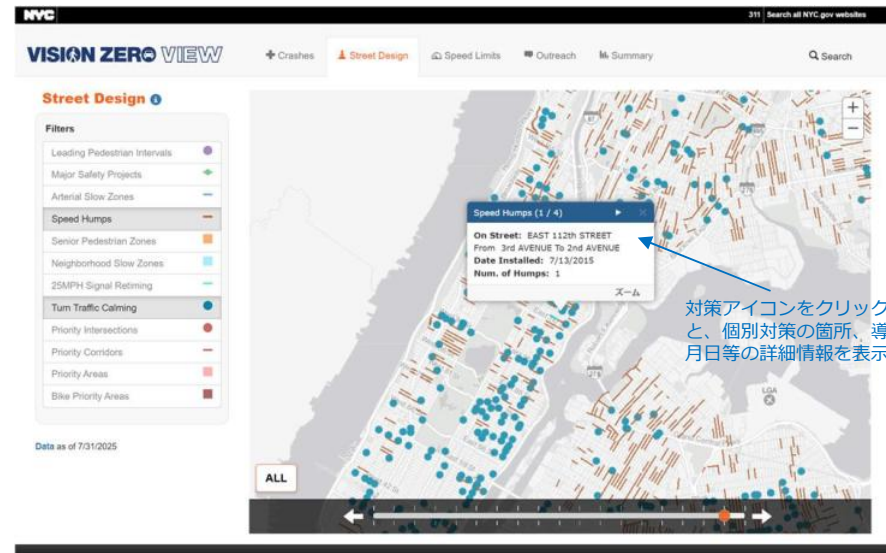 NYC
311 Search all NYC.gov websites
VISION ZERO VIEW
Crashes
Street Design
Speed Limits
Outreach
Summary
Search
Street Design
Filters
Leading Pedestrian Intervals
Major Safety Projects
Arterial Slow Zones
Speed Humps
Senior Pedestrian Zones
Neighborhood Slow Zones
25MPH Signal Retiming
Turn Traffic Calming
Priority Intersections
Priority Corridors
Priority Areas
Bike Priority Areas
Data as of 7/31/2025
Speed Humps (1 / 4)
On Street: EAST 112th STREET
From 3rd AVENUE To 2nd AVENUE
Date Installed: 7/13/2015
Num. of Humps: 1
ズーム
対策アイコンをクリック
と、個別対策の箇所、導
月日等の詳細情報を表示
LGA
ALL